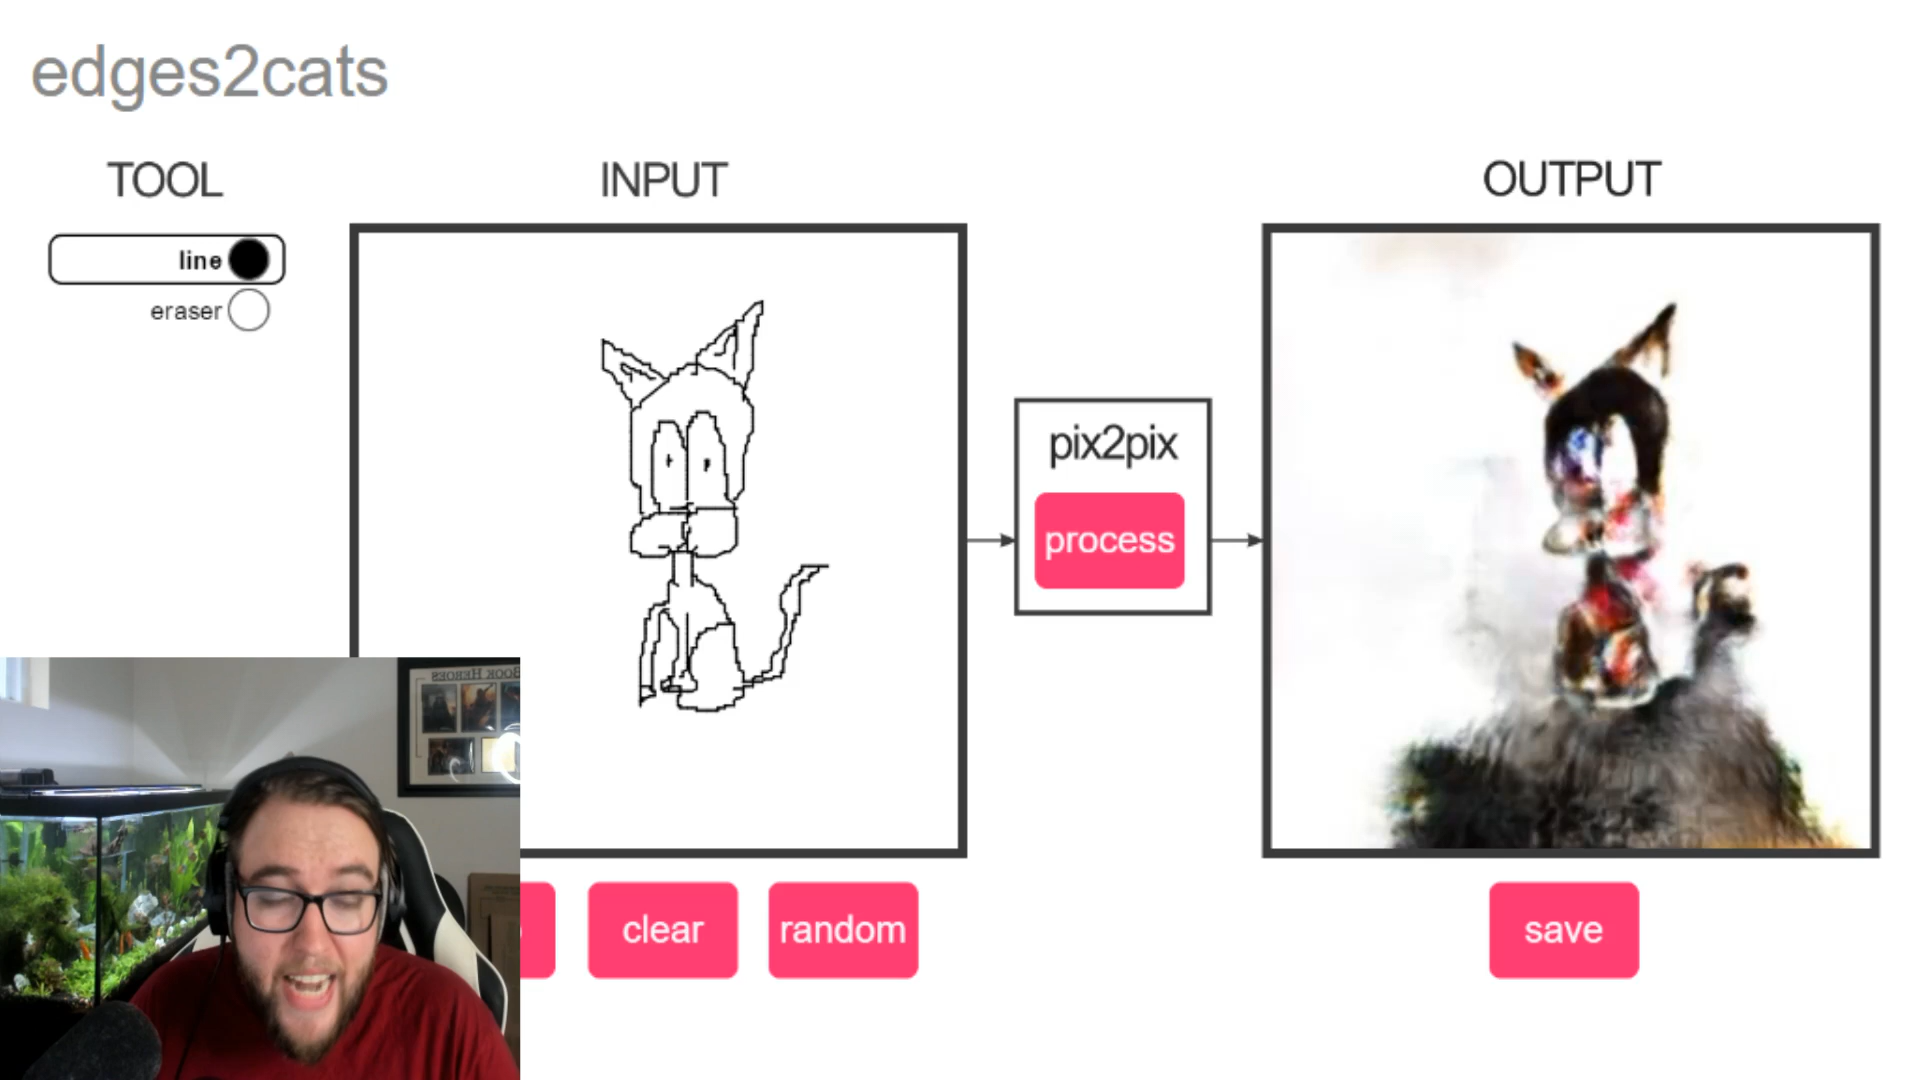 edges2cats
TOOL
INPUT
OUTPUT
line
eraser
pix2pix
process
clear
random
save